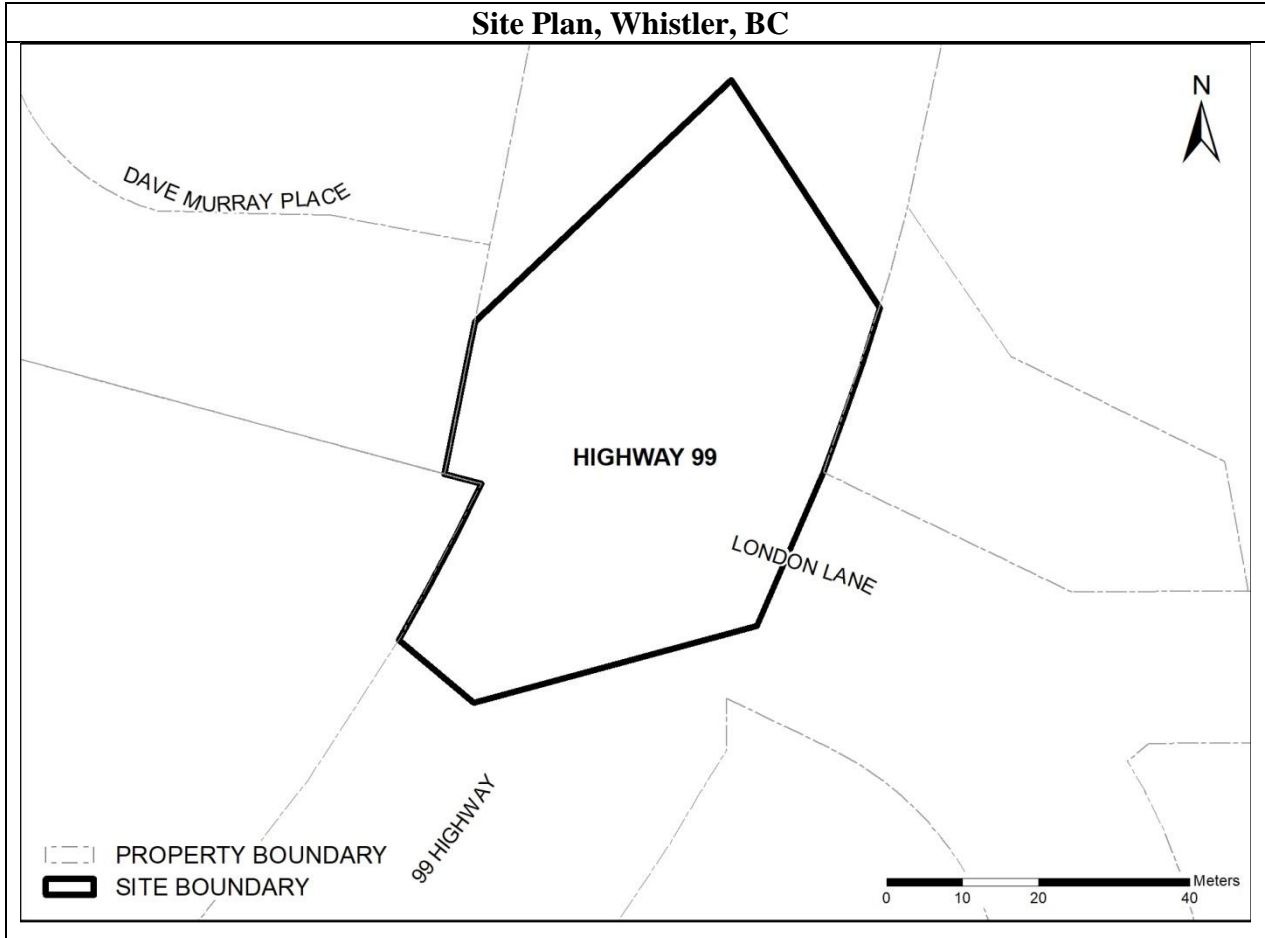 Site Plan, Whistler, BC
N
DAVE MURRAY PLACE
HIGHWAY 99
LONDON LANE
99 HIGHWAY
PROPERTY BOUNDARY
SITE BOUNDARY
Meters
0 10 20 40